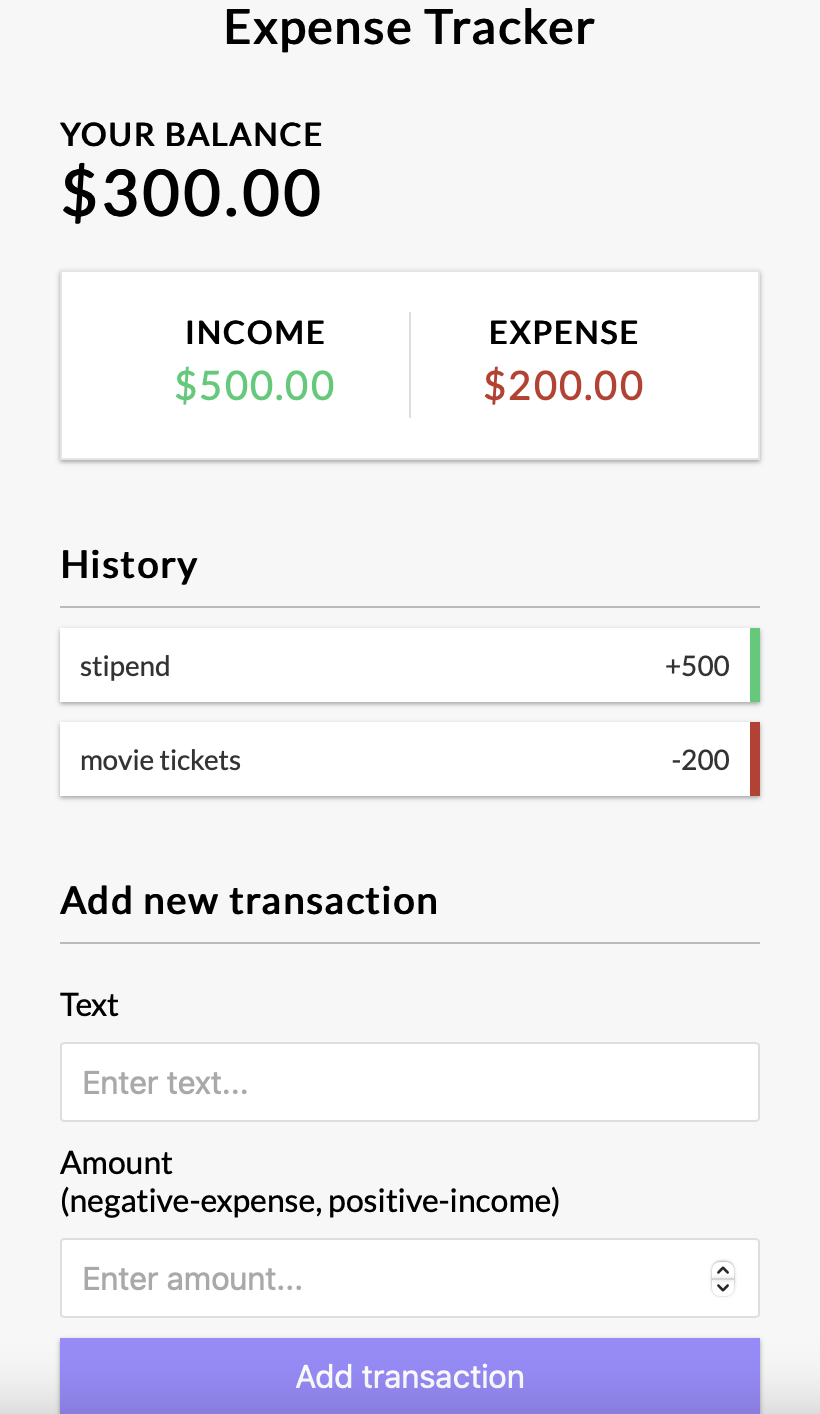 Expense Tracker
YOUR BALANCE
$300.00
INCOME
EXPENSE
$500.00
$200.00
History
stipend +500
movie tickets -200
Add new transaction
Text
Enter text...
Amount
(negative-expense, positive-income)
Enter amount...
Add transaction